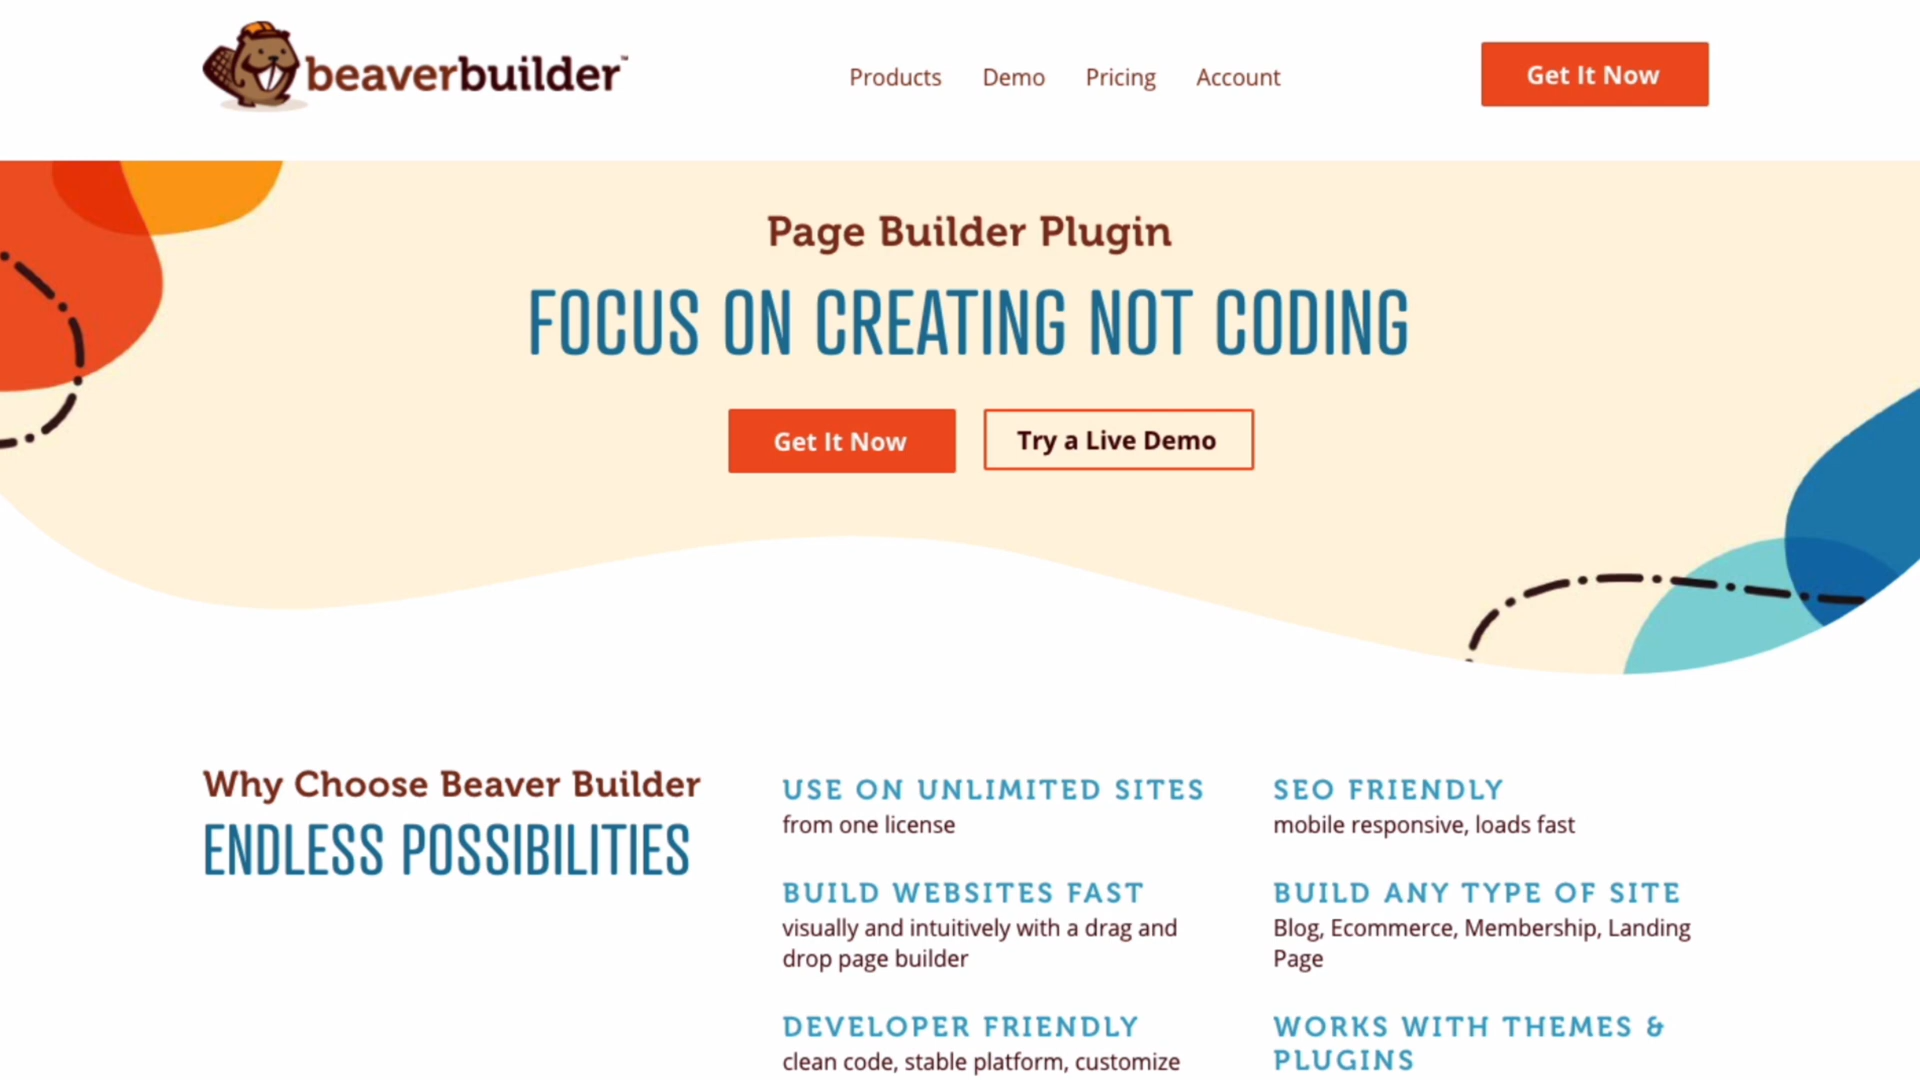 beaverbuilder™
Products Demo Pricing Account
Get It Now
Page Builder Plugin
FOCUS ON CREATING NOT CODING
Get It Now
Try a Live Demo
Why Choose Beaver Builder
ENDLESS POSSIBILITIES
USE ON UNLIMITED SITES
from one license
BUILD WEBSITES FAST
visually and intuitively with a drag and
drop page builder
DEVELOPER FRIENDLY
clean code, stable platform, customize
SEO FRIENDLY
mobile responsive, loads fast
BUILD ANY TYPE OF SITE
Blog, Ecommerce, Membership, Landing
Page
WORKS WITH THEMES &
PLUGINS